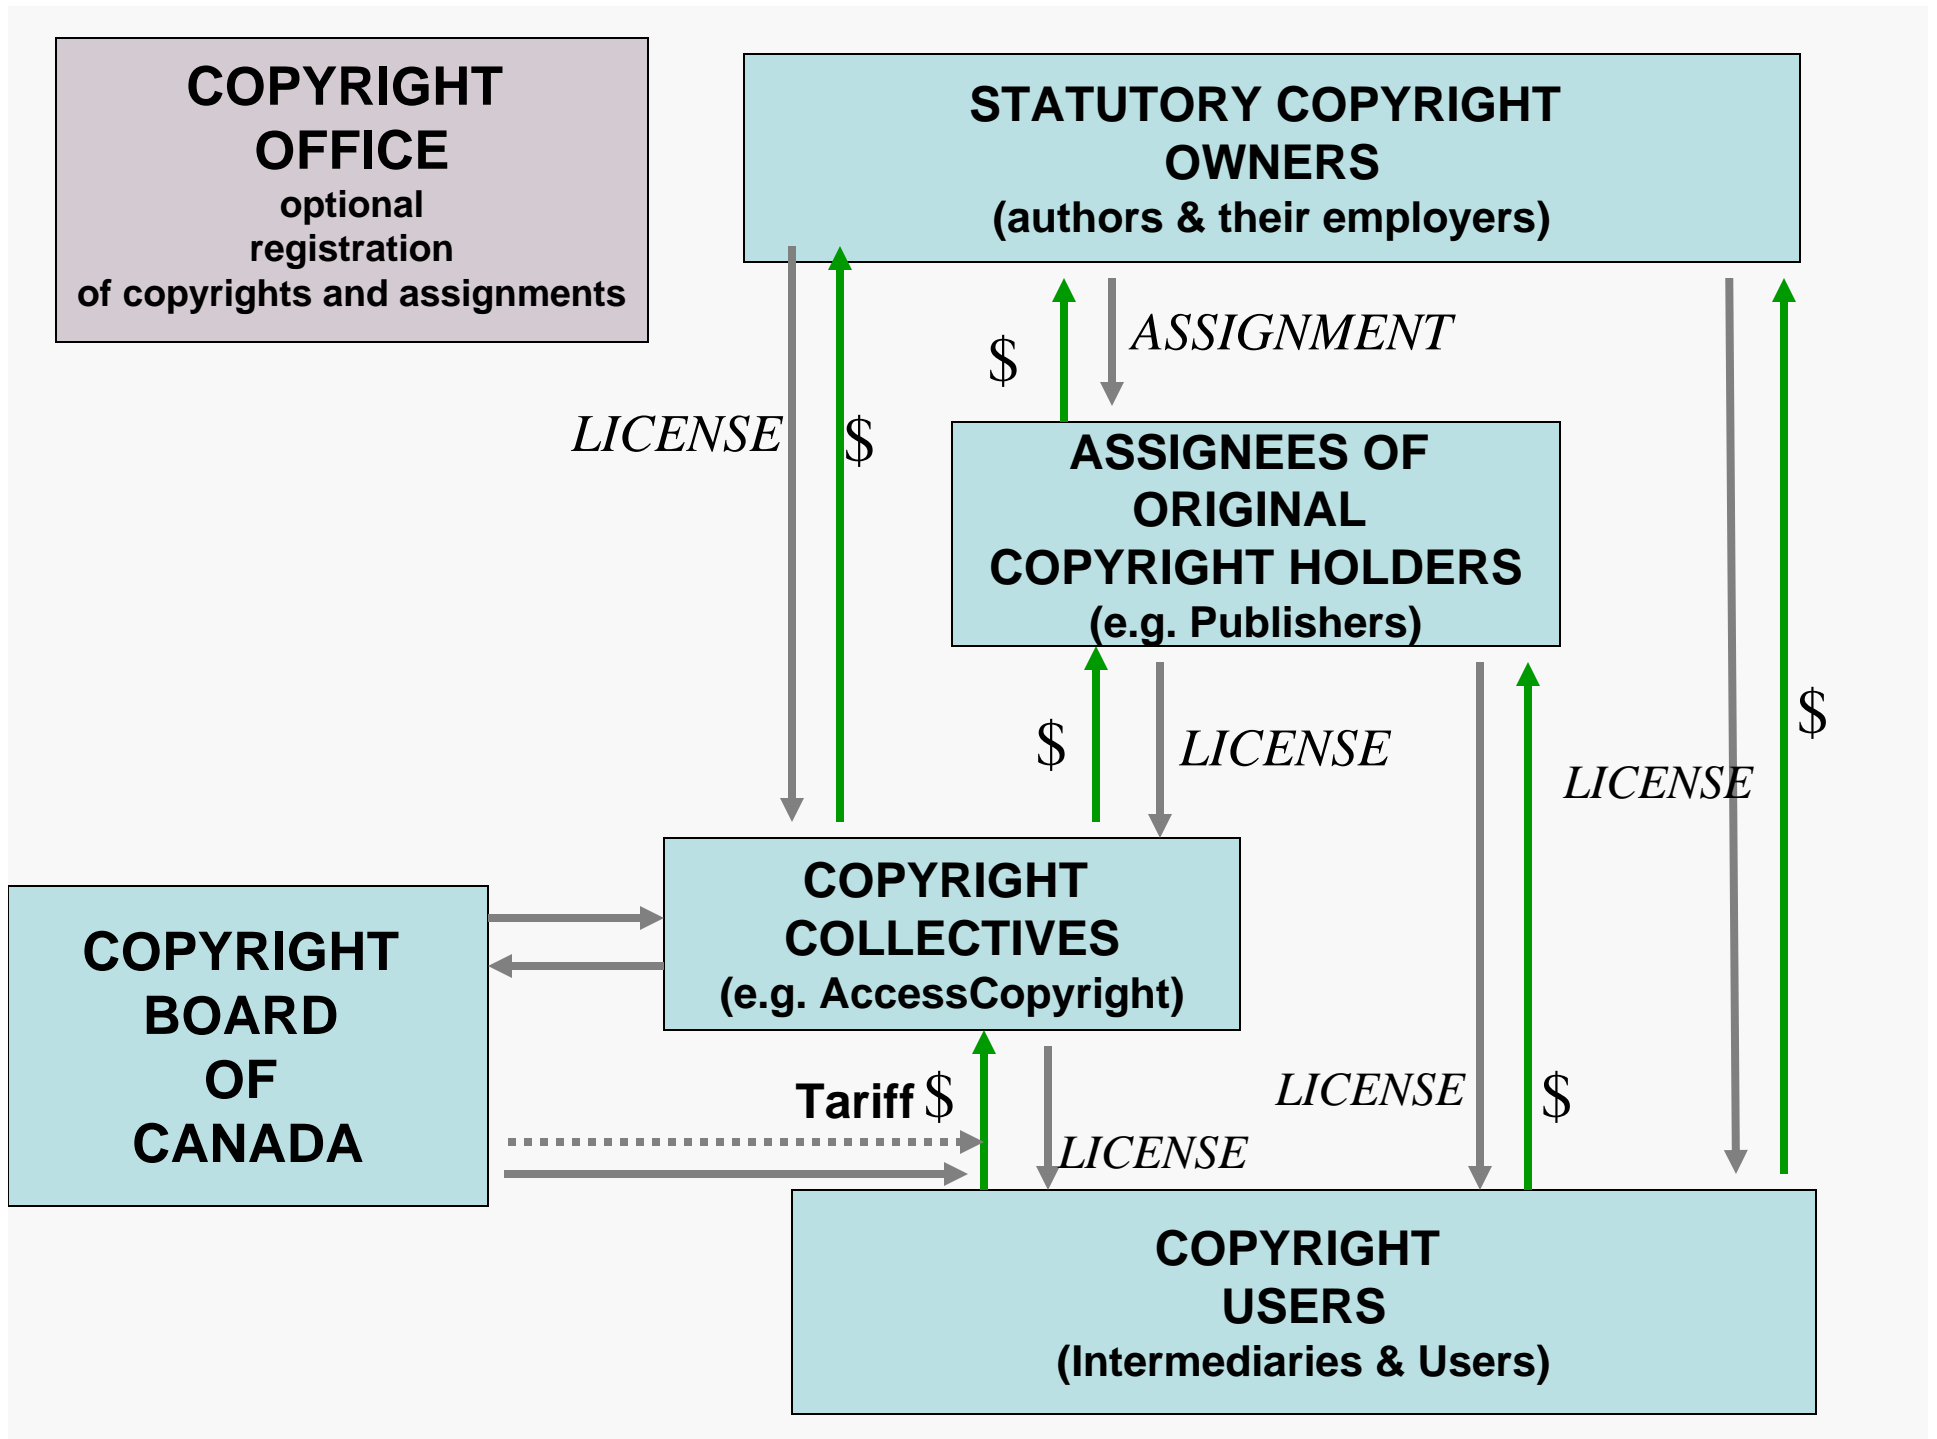 COPYRIGHT
OFFICE
optional
registration
of copyrights and assignments
STATUTORY COPYRIGHT
OWNERS
(authors & their employers)
$
ASSIGNMENT
LICENSE
$
ASSIGNEES OF
ORIGINAL
COPYRIGHT HOLDERS
(e.g. Publishers)
$
LICENSE
LICENSE
$
COPYRIGHT
COLLECTIVES
(e.g. AccessCopyright)
COPYRIGHT
BOARD
OF
CANADA
Tariff $
LICENSE
LICENSE
$
COPYRIGHT
USERS
(Intermediaries & Users)